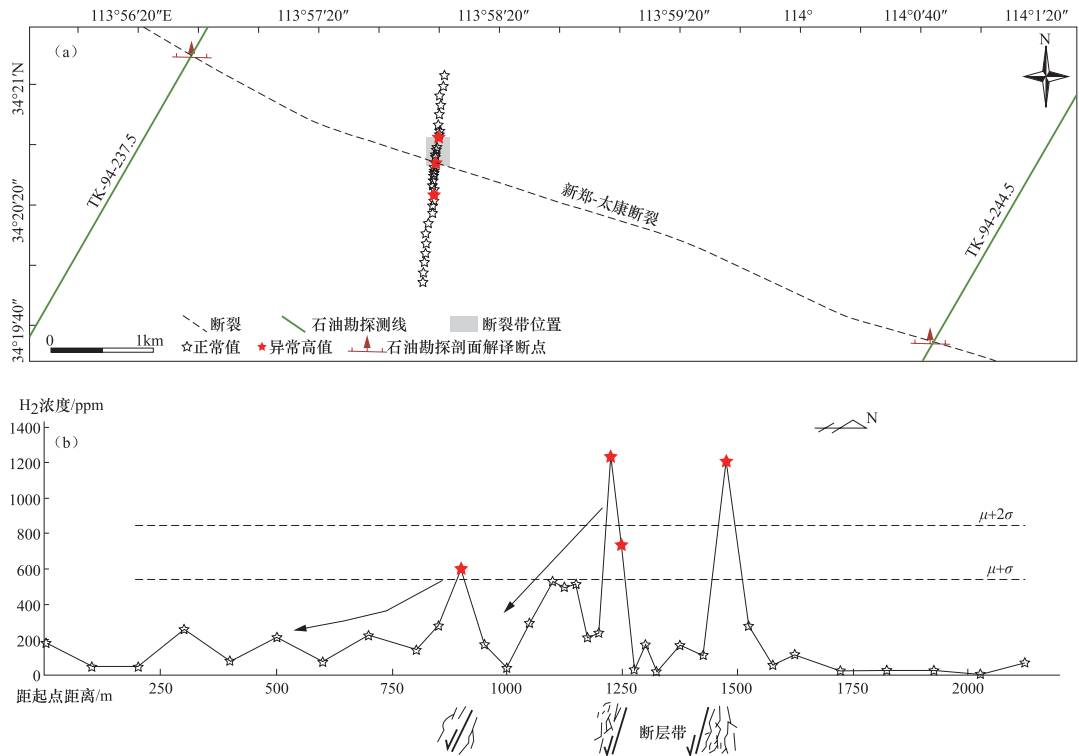 113°56′20″E 113°57′20″ 113°58′20″ 113°59′20″ 114° 114°0′40″ 114°1′20″
(a)
N
34°21′N
34°20′20″
34°19′40″
TK-94-237.5
新郑-太康断裂
TK-94-244.5
断裂 石油勘探测线 断裂带位置
0 1km
正常值 异常高值 石油勘探剖面解译断点
H2浓度/ppm
(b)
N
1400
1200
1000
800
600
400
200
0
μ+2σ
μ+σ
距起点距离/m 250 500 750 1000 1250 1500 1750 2000
断层带